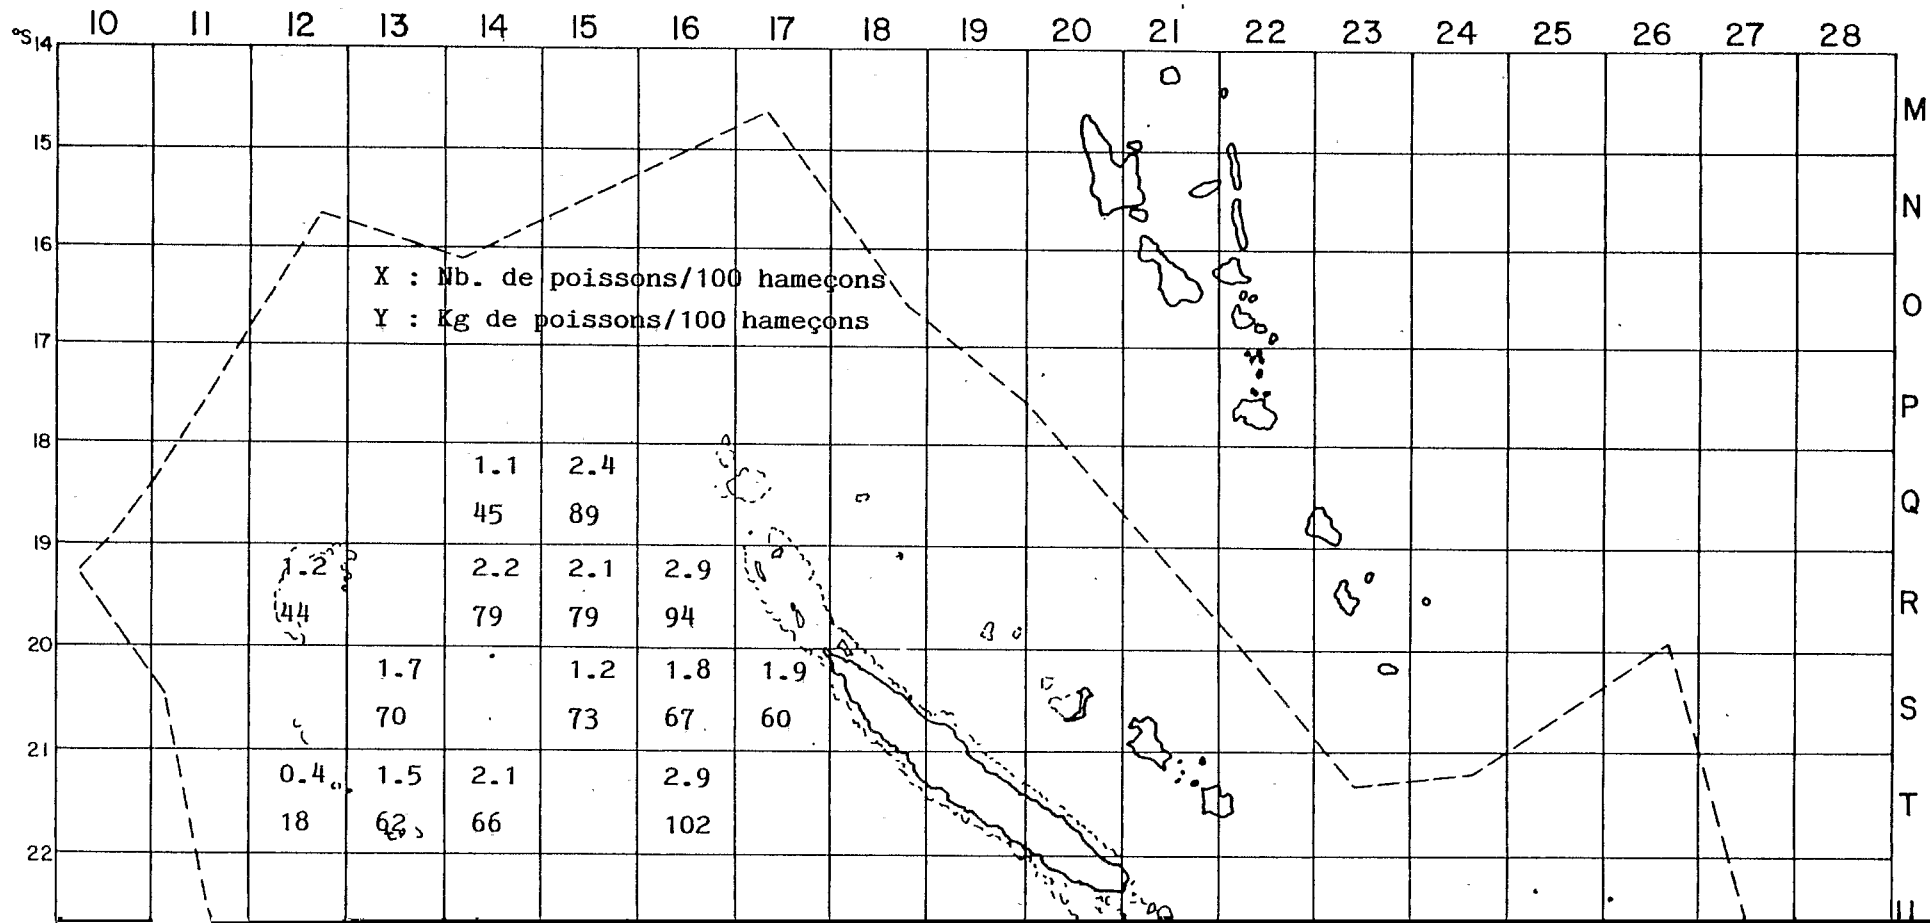 10 11 12 13 14 15 16 17 18 19 20 21 22 23 24 25 26 27 28
°S 14
M
15
N
16
X : Nb. de poissons/100 hameçons
O
Y : Kg de poissons/100 hameçons
17
P
18
1.1 2.4
Q
45 89
19
1.2 2.2 2.1 2.9
R
44 79 79 94
20
1.7 1.2 1.8 1.9
S
70 73 67 60
21
0.4 1.5 2.1 2.9
T
18 62 66 102
22
U